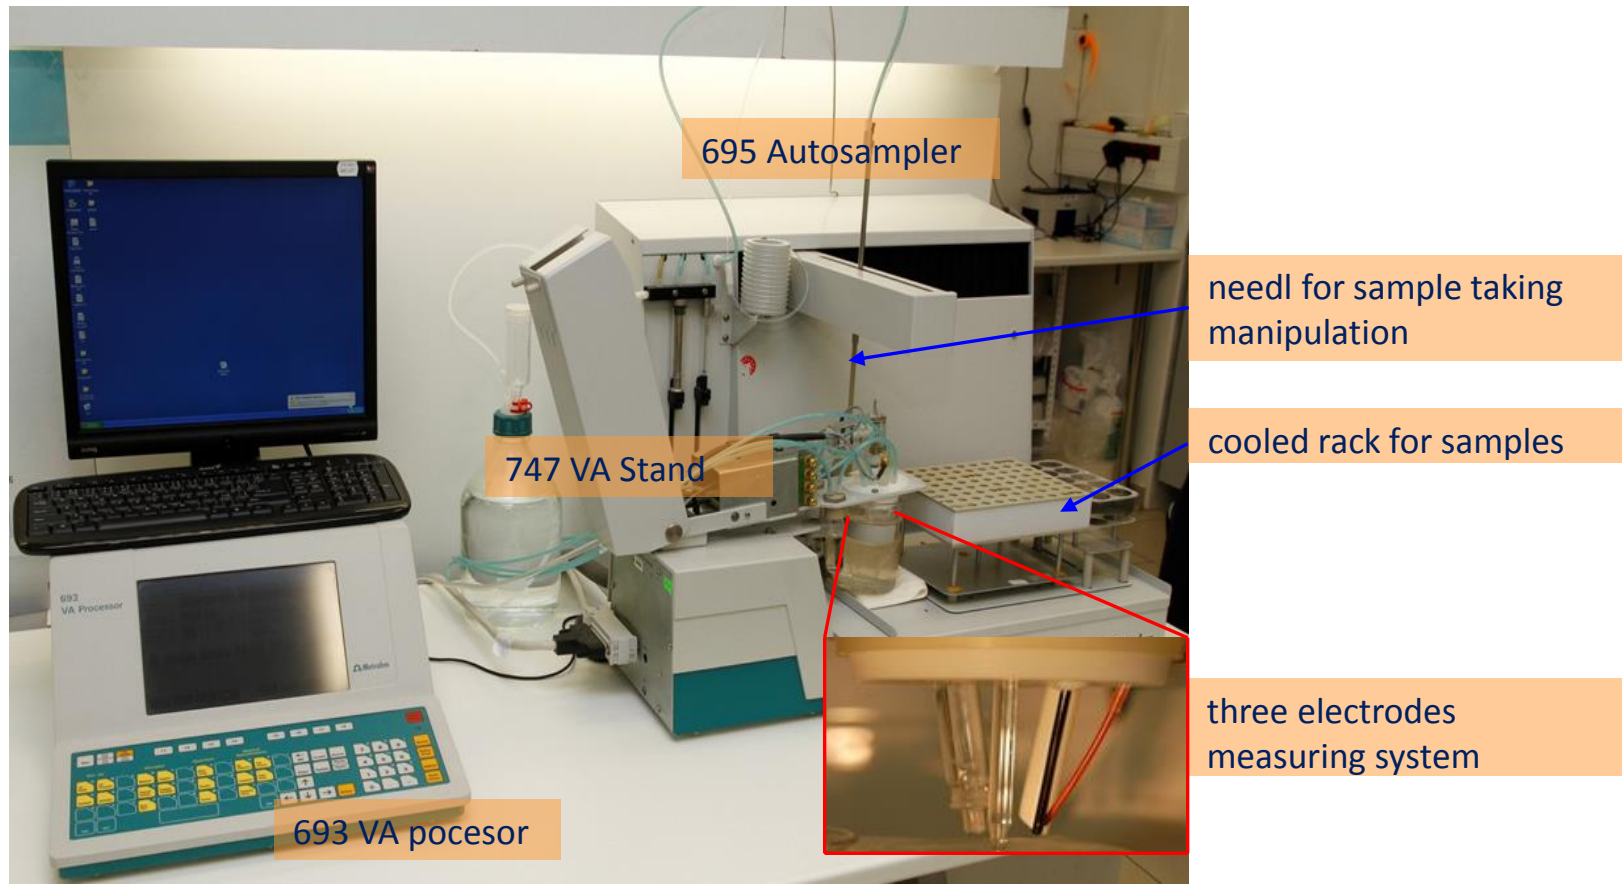 695 Autosampler
needl for sample taking
manipulation
cooled rack for samples
747 VA Stand
693
VA Processor
Metrohm
three electrodes
measuring system
693 VA pocesor